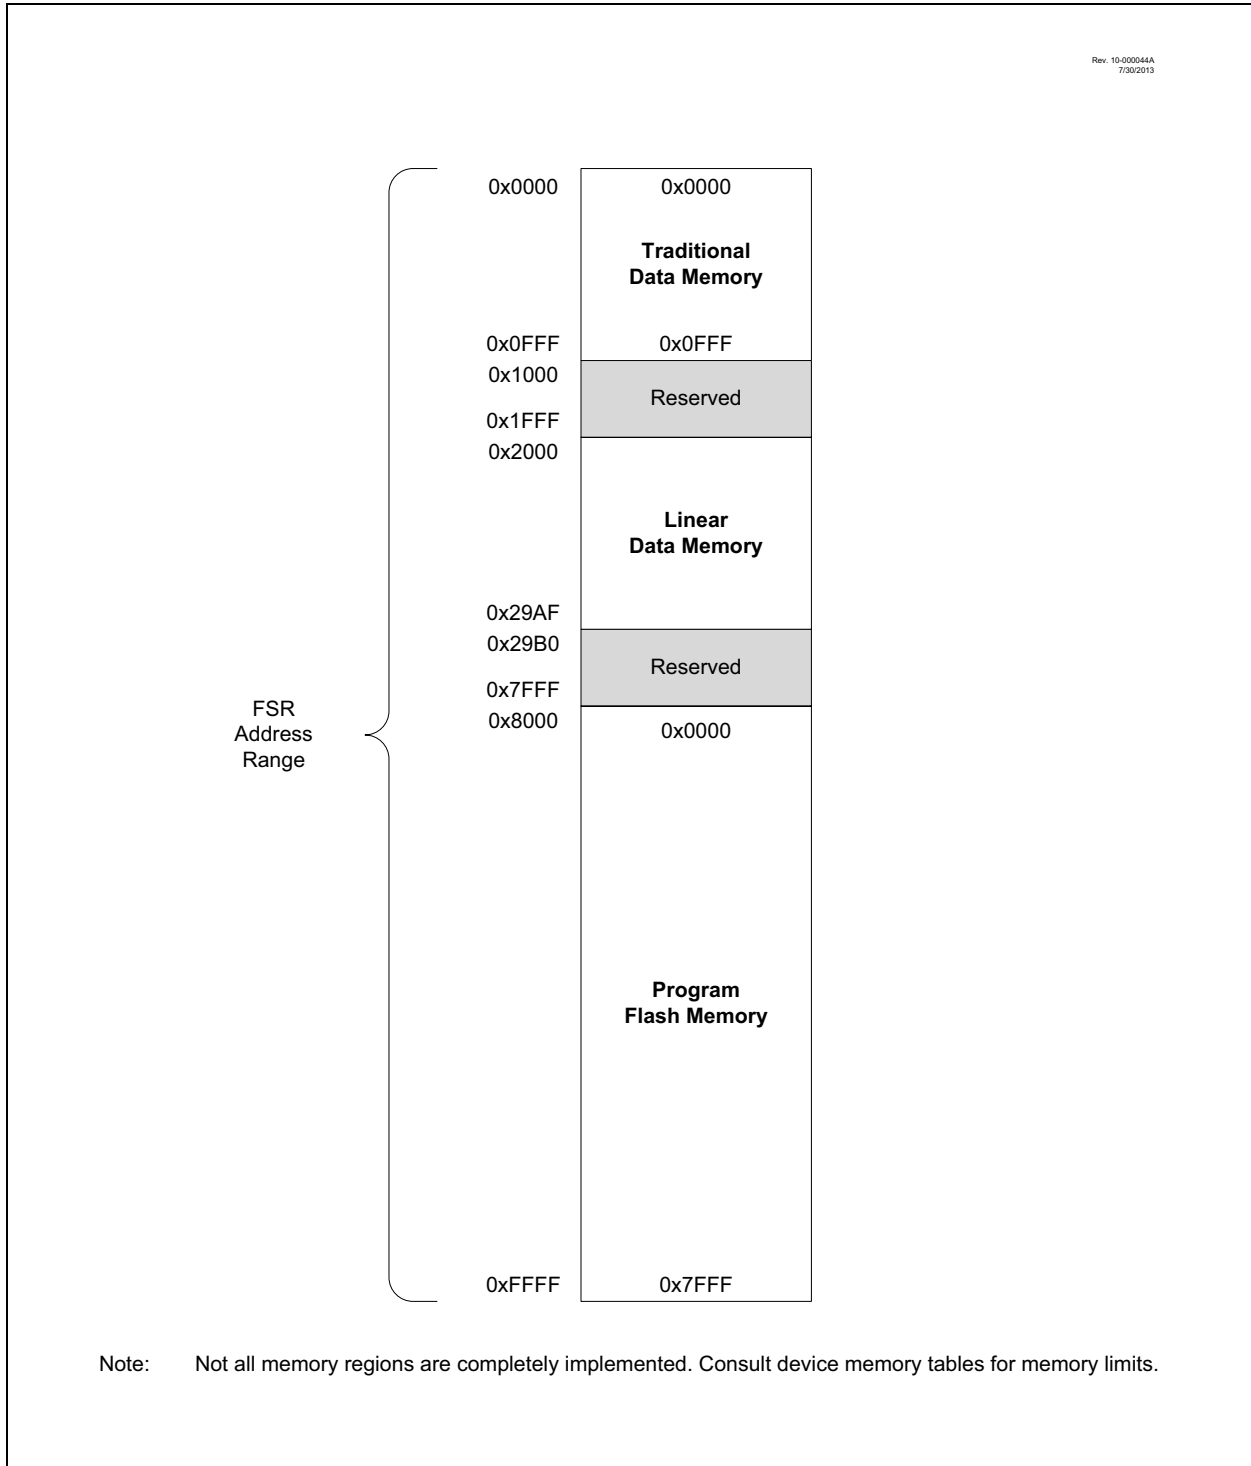 Rev. 10-000044A
7/30/2013
0x0000 0x0000
Traditional
Data Memory
0x0FFF 0x0FFF
0x1000
Reserved
0x1FFF
0x2000
Linear
Data Memory
0x29AF
0x29B0
Reserved
0x7FFF
FSR
Address
Range
0x8000 0x0000
Program
Flash Memory
0xFFFF 0x7FFF
Note: Not all memory regions are completely implemented. Consult device memory tables for memory limits.